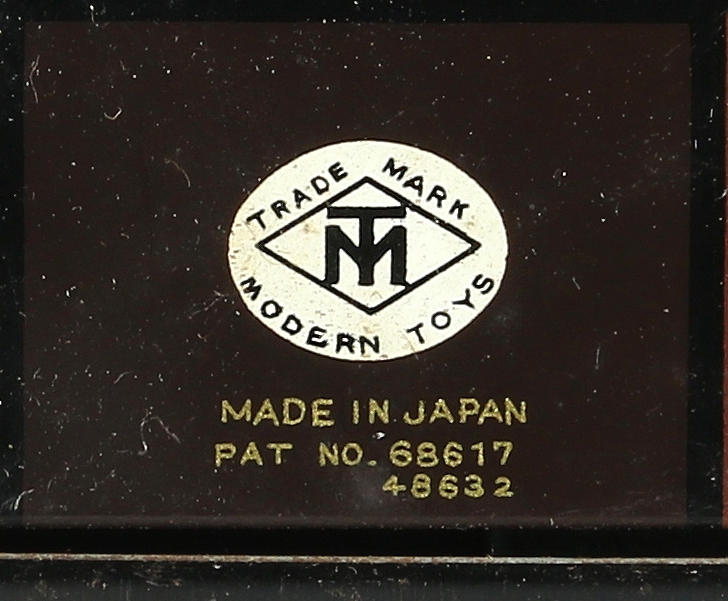 TRADE MARK
TM
MODERN TOYS
MADE IN JAPAN
PAT NO. 68617
48632